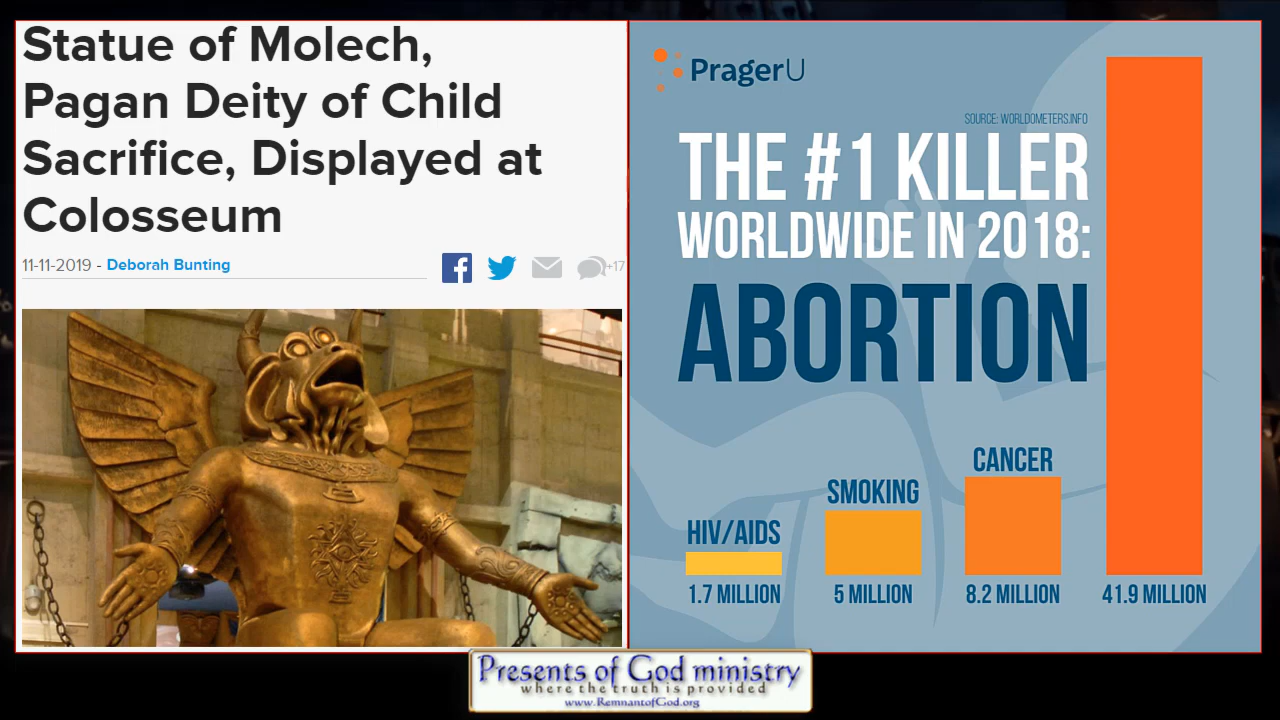 Statue of Molech,
Pagan Deity of Child
Sacrifice, Displayed at
Colosseum
11-11-2019 - Deborah Bunting
+17
PragerU
SOURCE: WORLDOMETERS.INFO
THE #1 KILLER
WORLDWIDE IN 2018:
ABORTION
CANCER
SMOKING
HIV/AIDS
1.7 MILLION
5 MILLION
8.2 MILLION
41.9 MILLION
Presents of God ministry
where the truth is provided
www.RemnantofGod.org